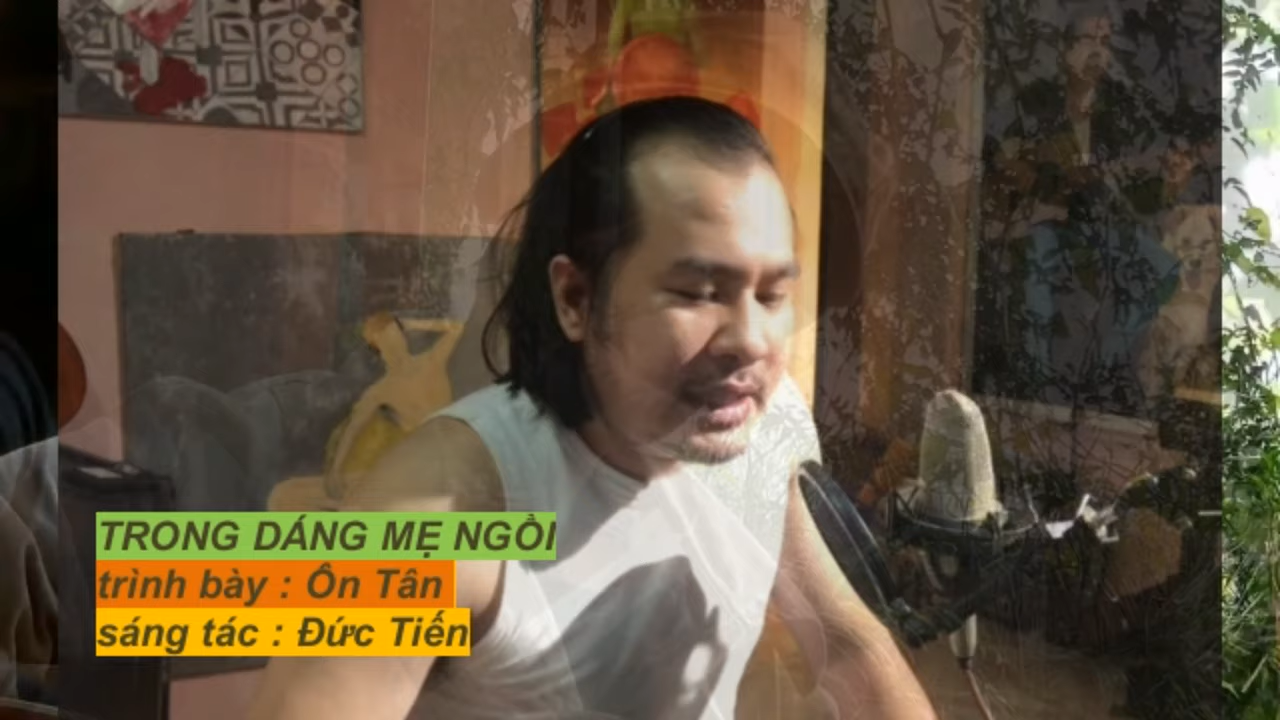 TRONG DÁNG MẸ NGỒI
trình bày : Ôn Tân
sáng tác : Đức Tiến